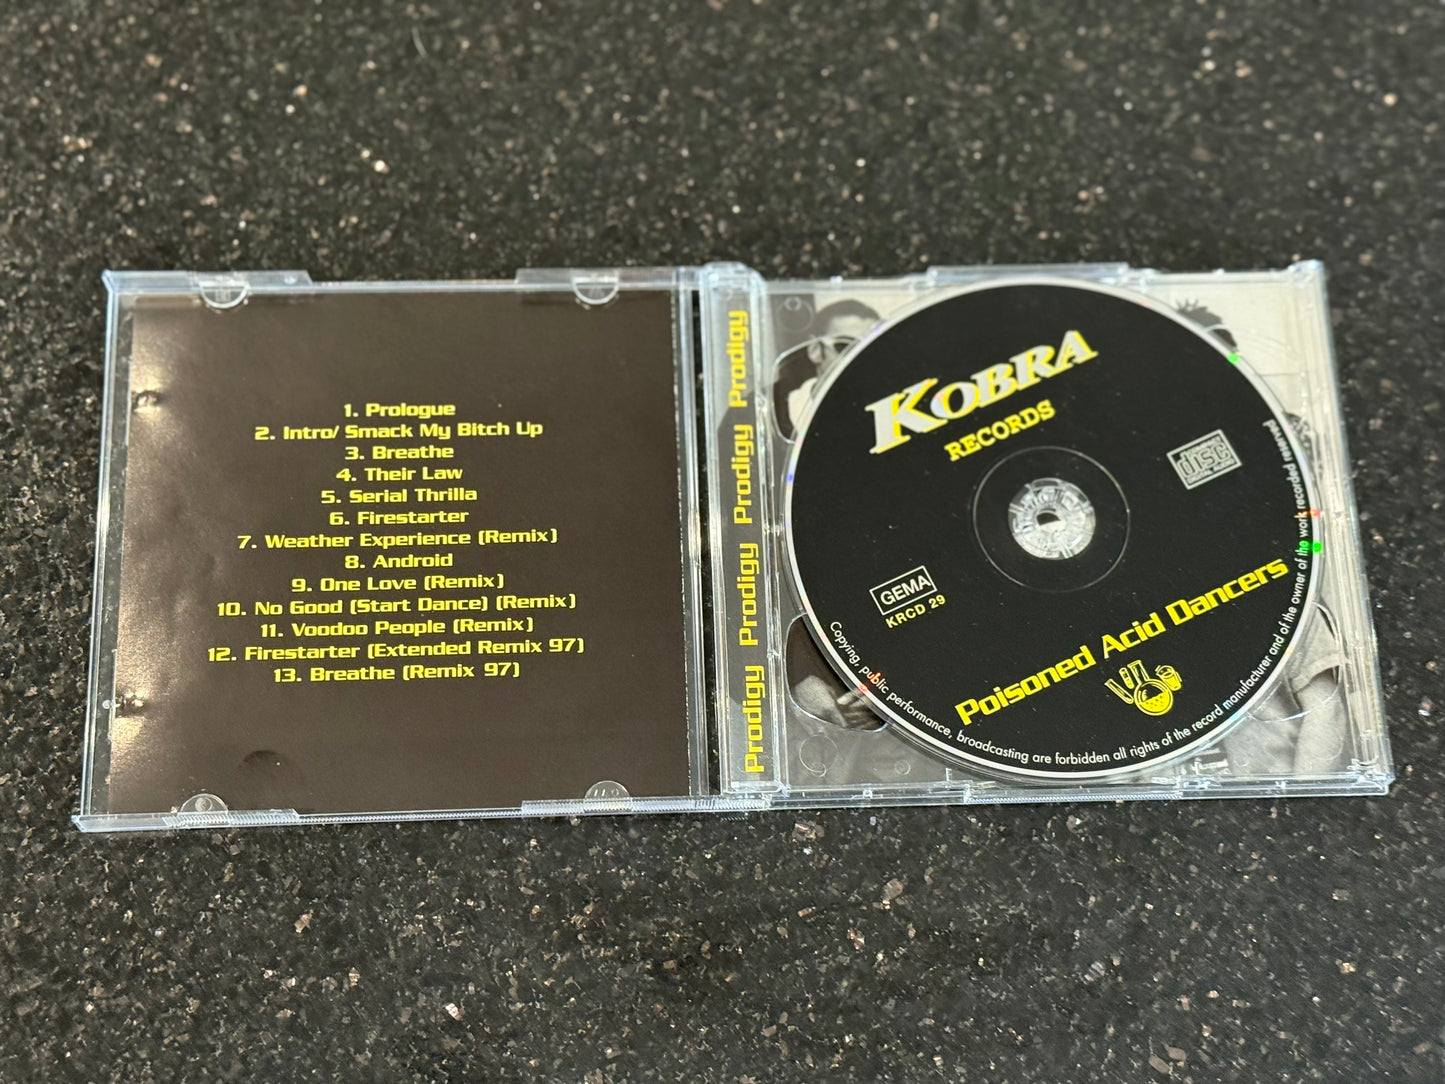 1. Prologue
2. Intro/ Smack My Bitch Up
3. Breathe
4. Their Law
5. Serial Thrilla
6. Firestarter
7. Weather Experience (Remix)
8. Android
9. One Love (Remix)
10. No Good (Start Dance) (Remix)
11. Voodoo People (Remix)
12. Firestarter (Extended Remix 97)
13. Breathe (Remix 97)
Prodigy Prodigy Prodigy Prodigy Prodigy
KOBRA
RECORDS
disc
GEMA
KRCD 29
Poisoned Acid Dancers
Copying, public performance, broadcasting are forbidden all rights of the record manufacturer and of the owner of the work recorded reserved